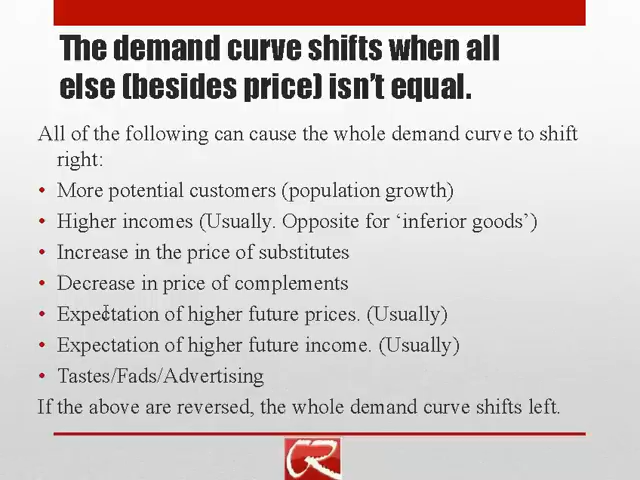 The demand curve shifts when all
else (besides price) isn't equal.
All of the following can cause the whole demand curve to shift
right:
• More potential customers (population growth)
• Higher incomes (Usually. Opposite for ‘inferior goods’)
• Increase in the price of substitutes
• Decrease in price of complements
• Expectation of higher future prices. (Usually)
• Expectation of higher future income. (Usually)
• Tastes/Fads/Advertising
If the above are reversed, the whole demand curve shifts left.
CR